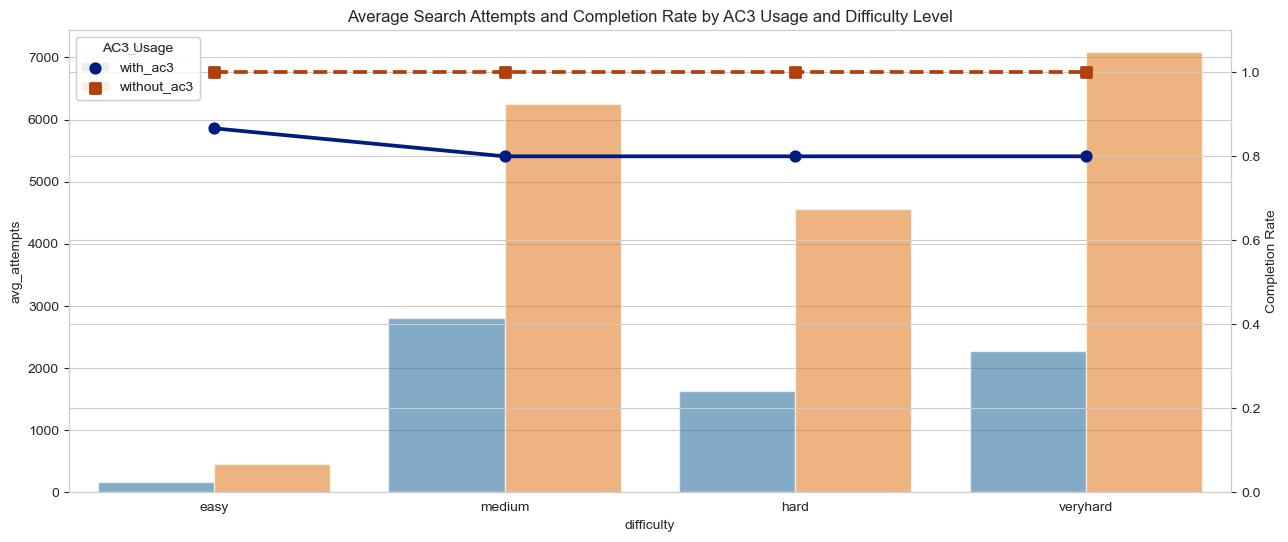 Average Search Attempts and Completion Rate by AC3 Usage and Difficulty Level
AC3 Usage
with_ac3
without_ac3
avg_attempts
7000
6000
5000
4000
3000
2000
1000
0
Completion Rate
1.0
0.8
0.6
0.4
0.2
0.0
easy
medium
hard
veryhard
difficulty